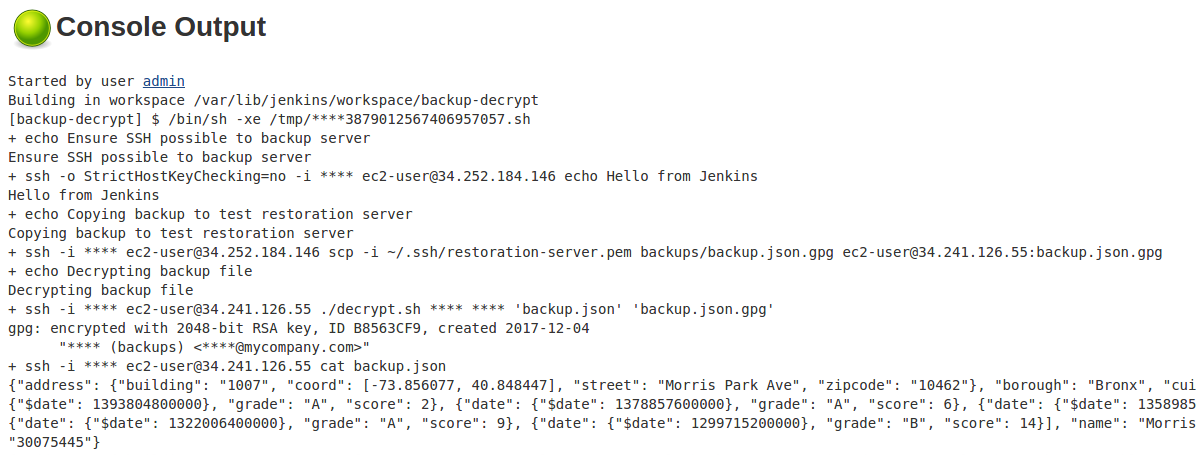 Console Output
Started by user admin
Building in workspace /var/lib/jenkins/workspace/backup-decrypt
[backup-decrypt] $ /bin/sh -xe /tmp/****3879012567406957057.sh
+ echo Ensure SSH possible to backup server
Ensure SSH possible to backup server
+ ssh -o StrictHostKeyChecking=no -i **** ec2-user@34.252.184.146 echo Hello from Jenkins
Hello from Jenkins
+ echo Copying backup to test restoration server
Copying backup to test restoration server
+ ssh -i **** ec2-user@34.252.184.146 scp -i ~/.ssh/restoration-server.pem backups/backup.json.gpg ec2-user@34.241.126.55:backup.json.gpg
+ echo Decrypting backup file
Decrypting backup file
+ ssh -i **** ec2-user@34.241.126.55 ./decrypt.sh **** **** 'backup.json' 'backup.json.gpg'
gpg: encrypted with 2048-bit RSA key, ID B8563CF9, created 2017-12-04
"**** (backups) <****@mycompany.com>"
+ ssh -i **** ec2-user@34.241.126.55 cat backup.json
{"address": {"building": "1007", "coord": [-73.856077, 40.848447], "street": "Morris Park Ave", "zipcode": "10462"}, "borough": "Bronx", "cui
{"$date": 1393804800000}, "grade": "A", "score": 2}, {"date": {"$date": 1378857600000}, "grade": "A", "score": 6}, {"date": {"$date": 1358985
{"date": {"$date": 1322006400000}, "grade": "A", "score": 9}, {"date": {"$date": 1299715200000}, "grade": "B", "score": 14}], "name": "Morris
"30075445"}